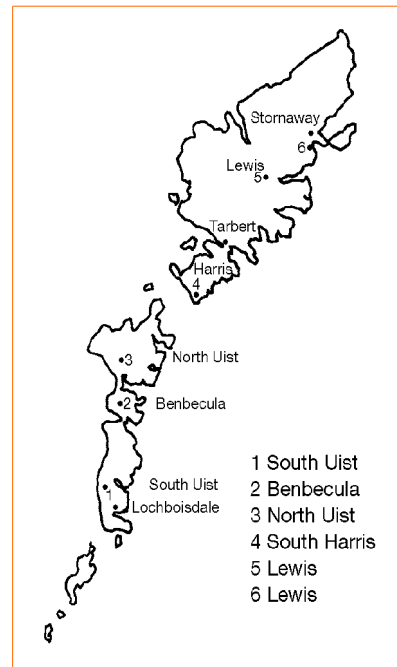 Stornaway
6
Lewis
5
Tarbert
Harris
4
3 North Uist
2 Benbecula
South Uist
1
Lochboisdale
1 South Uist
2 Benbecula
3 North Uist
4 South Harris
5 Lewis
6 Lewis